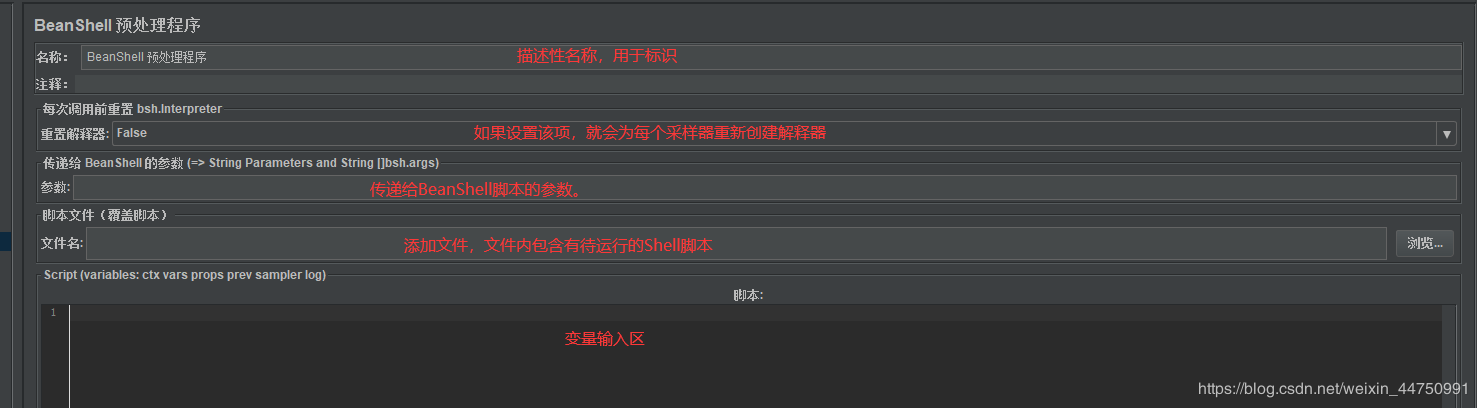 BeanShell 预处理程序
名称： BeanShell 预处理程序 描述性名称，用于标识
注释：
每次调用前重置 bsh.Interpreter
重置解释器: False 如果设置该项，就会为每个采样器重新创建解释器 ▼
传递给 BeanShell 的参数 (=> String Parameters and String []bsh.args)
参数: 传递给BeanShell脚本的参数。
脚本文件（覆盖脚本）
文件名: 添加文件，文件内包含有待运行的Shell脚本 浏览...
Script (variables: ctx vars props prev sampler log)
脚本:
1
变量输入区
https://blog.csdn.net/weixin_44750991